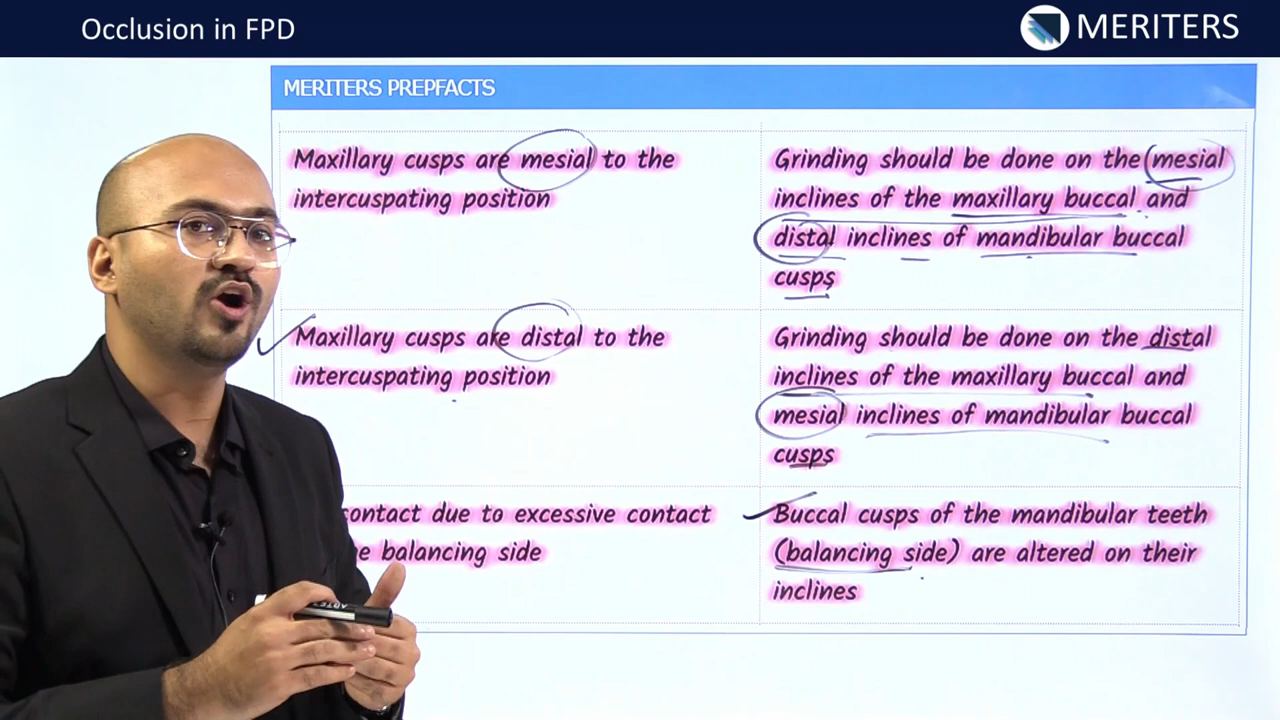 Occlusion in FPD
MERITERS
MERITERS PREPFACTS
Maxillary cusps are mesial to the
intercuspating position
Grinding should be done on the mesial
inclines of the maxillary buccal and
distal inclines of mandibular buccal
cusps
Maxillary cusps are distal to the
intercuspating position
Grinding should be done on the distal
inclines of the maxillary buccal and
mesial inclines of mandibular buccal
cusps
contact due to excessive contact
balancing side
Buccal cusps of the mandibular teeth
(balancing side) are altered on their
inclines